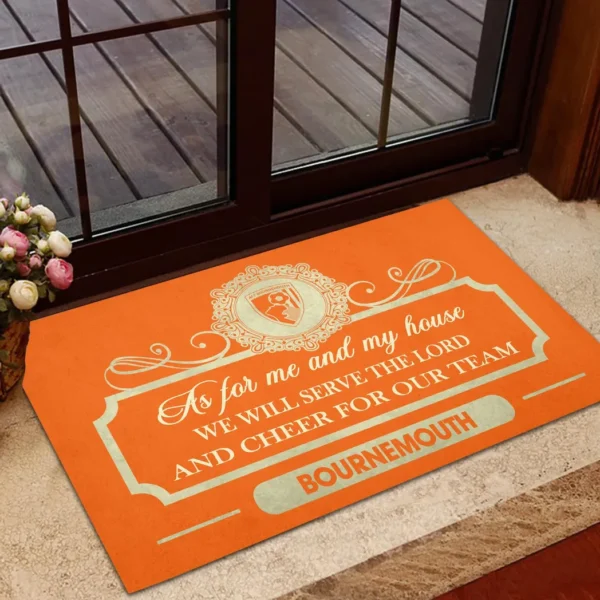 As for me and my house
WE WILL SERVE THE LORD
AND CHEER FOR OUR TEAM
BOURNEMOUTH